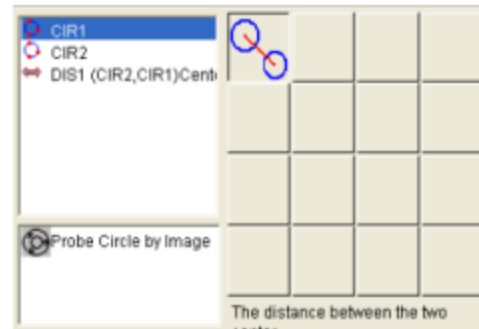 CIR1
CIR2
DIS1 (CIR2,CIR1)Cent
Probe Circle by Image
The distance between the two